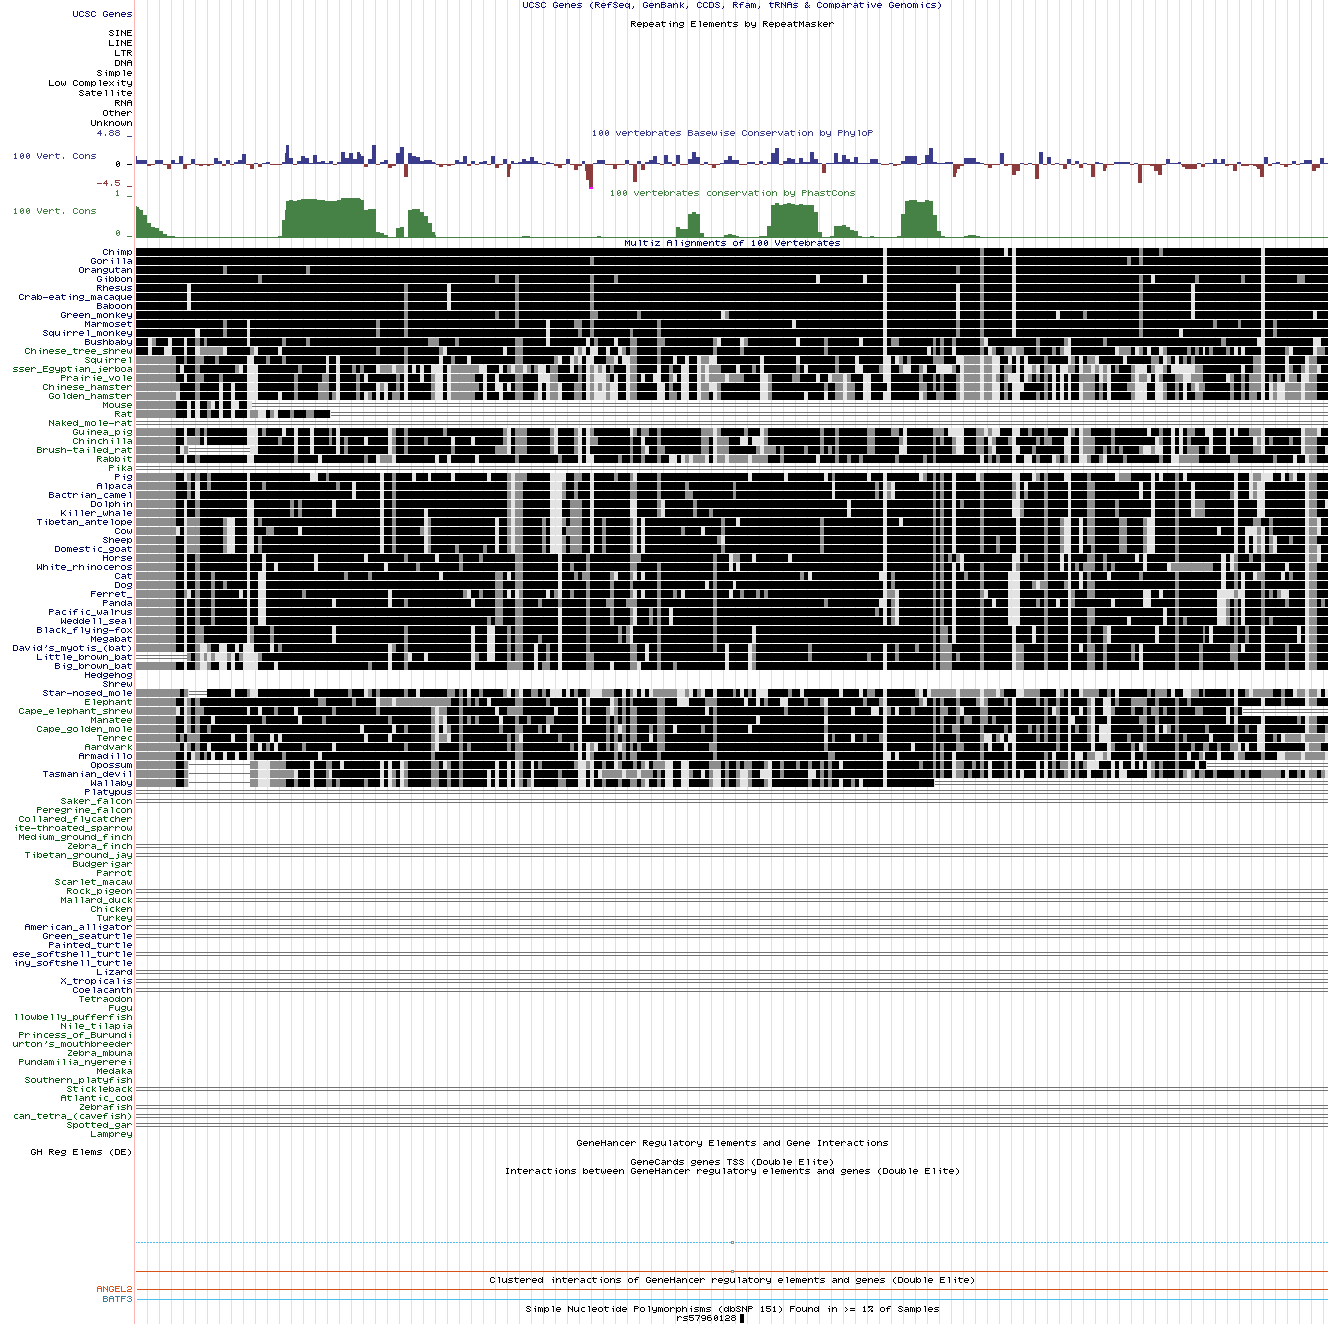 UCSC Genes (RefSeq, GenBank, CCDS, Rfam, tRNAs & Comparative Genomics)
UCSC Genes
Repeating Elements by RepeatMasker
SINE
LINE
LTR
DNA
Simple
Low Complexity
Satellite
RNA
Other
Unknown
4.88 _
100 vertebrates Basewise Conservation by PhyloP
100 Vert. Cons
0 -
-4.5 _
100 vertebrates conservation by PhastCons
1 _
100 Vert. Cons
0 _
Multiz Alignments of 100 Vertebrates
Chimp
Gorilla
Orangutan
Gibbon
Rhesus
Crab-eating_macaque
Baboon
Green_monkey
Marmoset
Squirrel_monkey
Bushbaby
Chinese_tree_shrew
Squirrel
sser_Egyptian_jerboa
Prairie_vole
Chinese_hamster
Golden_hamster
Mouse
Rat
Naked_mole-rat
Guinea_pig
Chinchilla
Brush-tailed_rat
Rabbit
Pika
Pig
Alpaca
Bactrian_camel
Dolphin
Killer_whale
Tibetan_antelope
Cow
Sheep
Domestic_goat
Horse
White_rhinoceros
Cat
Dog
Ferret_
Panda
Pacific_walrus
Weddell_seal
Black_flying-fox
Megabat
David's_myotis_(bat)
Little_brown_bat
Big_brown_bat
Hedgehog
Shrew
Star-nosed_mole
Elephant
Cape_elephant_shrew
Manatee
Cape_golden_mole
Tenrec
Aardvark
Armadillo
Opossum
Tasmanian_devil
Wallaby
Platypus
Saker_falcon
Peregrine_falcon
Collared_flycatcher
ite-throated_sparrow
Medium_ground_finch
Zebra_finch
Tibetan_ground_jay
Budgerigar
Parrot
Scarlet_macaw
Rock_pigeon
Mallard_duck
Chicken
Turkey
American_alligator
Green_seaturtle
Painted_turtle
ese_softshell_turtle
iny_softshell_turtle
Lizard
X_tropicalis
Coelacanth
Tetraodon
Fugu
llowbelly_pufferfish
Nile_tilapia
Princess_of_Burundi
urton's_mouthbreeder
Zebra_mbuna
Pundamilia_nyererei
Medaka
Southern_platyfish
Stickleback
Atlantic_cod
Zebrafish
can_tetra_(cavefish)
Spotted_gar
Lamprey
GeneHancer Regulatory Elements and Gene Interactions
GH Reg Elems (DE)
GeneCards genes TSS (Double Elite)
Interactions between GeneHancer regulatory elements and genes (Double Elite)
Clustered interactions of GeneHancer regulatory elements and genes (Double Elite)
ANGEL2
BATF3
Simple Nucleotide Polymorphisms (dbSNP 151) Found in >= 1% of Samples
rs57960128